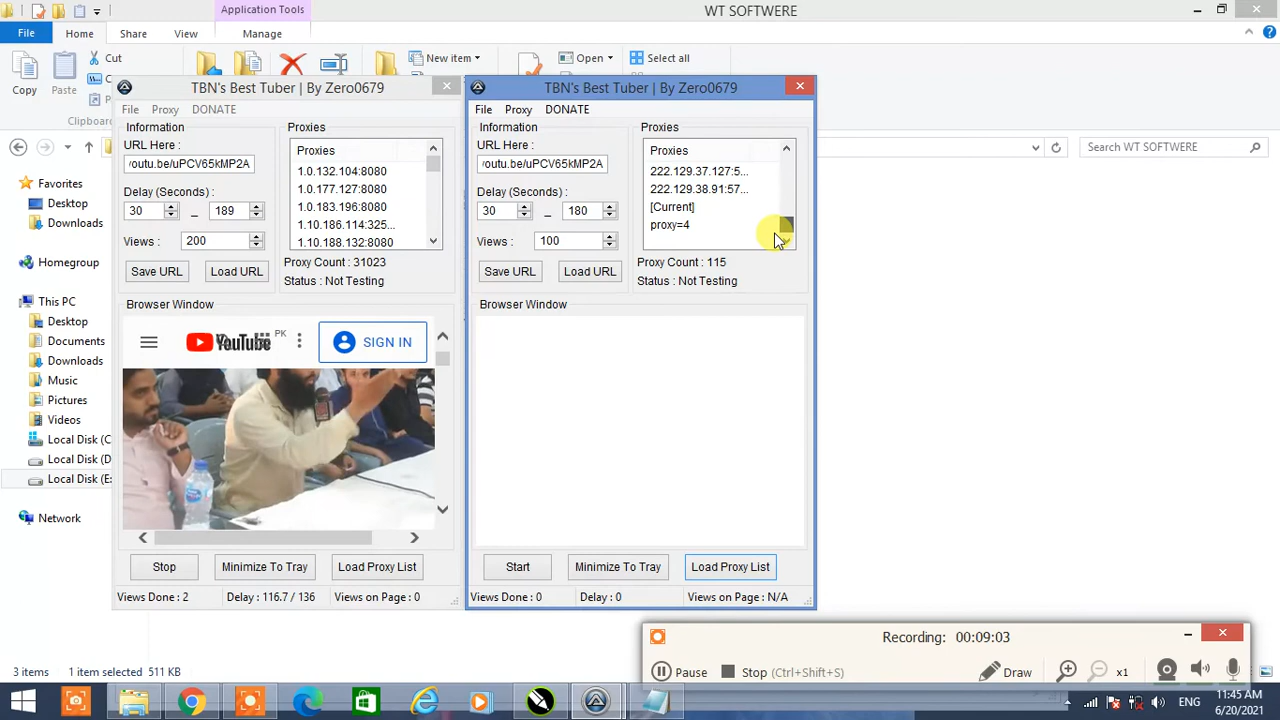 Application Tools
WT SOFTWERE
File
Home
Share
View
Manage
Copy
Paste
Cut
New item
Open
Select all
Clipboa
Search WT SOFTWERE
Favorites
Desktop
Downloads
Homegroup
This PC
Desktop
Documents
Downloads
Music
Pictures
Videos
Local Disk (C
Local Disk (D
Local Disk (E:
Network
3 items
1 item selected 511 KB
TBN's Best Tuber | By Zero0679
File Proxy DONATE
Information
URL Here :
outu.be/uPCV65kMP2A
Delay (Seconds) :
30 – 189
Views : 200
Save URL
Load URL
Proxies
Proxies
1.0.132.104:8080
1.0.177.127:8080
1.0.183.196:8080
1.10.186.114:325...
1.10.188.132:8080
Proxy Count : 31023
Status : Not Testing
Browser Window
YouTube PK
SIGN IN
Stop
Minimize To Tray
Load Proxy List
Views Done : 2
Delay : 116.7 / 136
Views on Page : 0
TBN's Best Tuber | By Zero0679
File Proxy DONATE
Information
URL Here :
outu.be/uPCV65kMP2A
Delay (Seconds) :
30 – 180
Views : 100
Save URL
Load URL
Proxies
Proxies
222.129.37.127:5...
222.129.38.91:57...
[Current]
proxy=4
Proxy Count : 115
Status : Not Testing
Browser Window
Start
Minimize To Tray
Load Proxy List
Views Done : 0
Delay : 0
Views on Page : N/A
Recording: 00:09:03
Pause
Stop (Ctrl+Shift+S)
Draw
x1
ENG
11:45 AM
6/20/2021